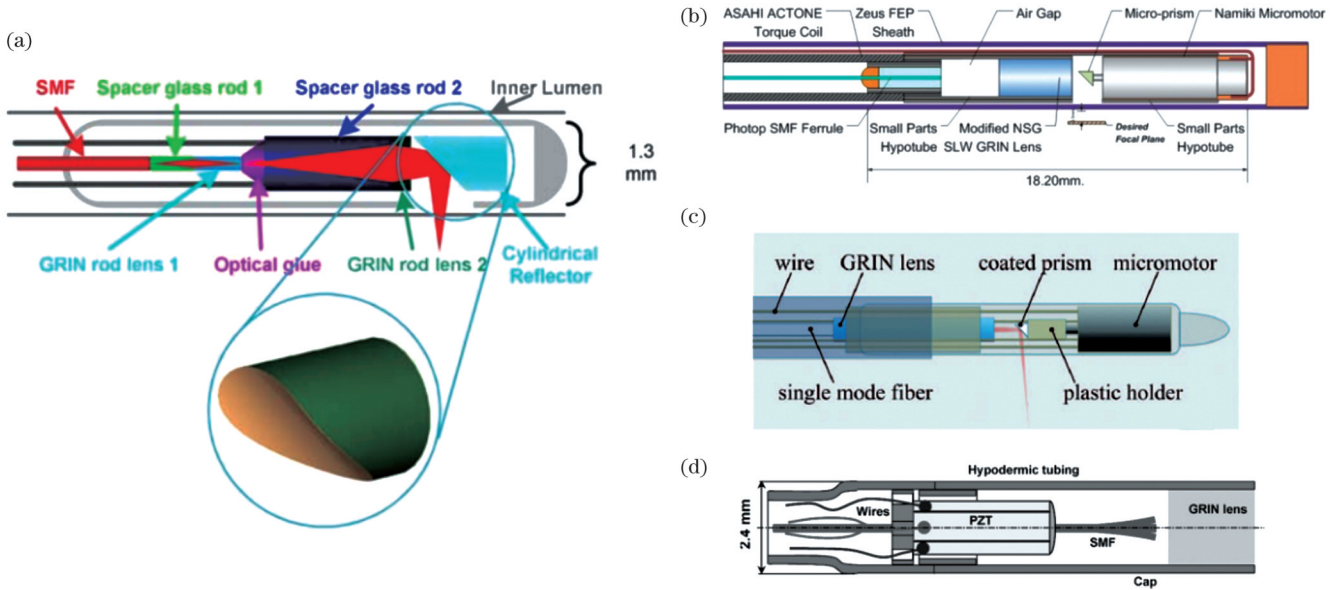 (a)
SMF
Spacer glass rod 1
Spacer glass rod 2
Inner Lumen
1.3
mm
GRIN rod lens 1
Optical glue
GRIN rod lens 2
Cylindrical
Reflector
(b)
ASAHI ACTONE
Torque Coil
Zeus FEP
Sheath
Air Gap
Micro-prism
Namiki Micromotor
Photop SMF Ferrule
Small Parts
Hypotube
Modified NSG
SLW GRIN Lens
Desired
Focal Plane
Small Parts
Hypotube
18.20mm.
(c)
wire
GRIN lens
coated prism
micromotor
single mode fiber
plastic holder
(d)
Hypodermic tubing
2.4 mm
Wires
PZT
SMF
GRIN lens
Cap